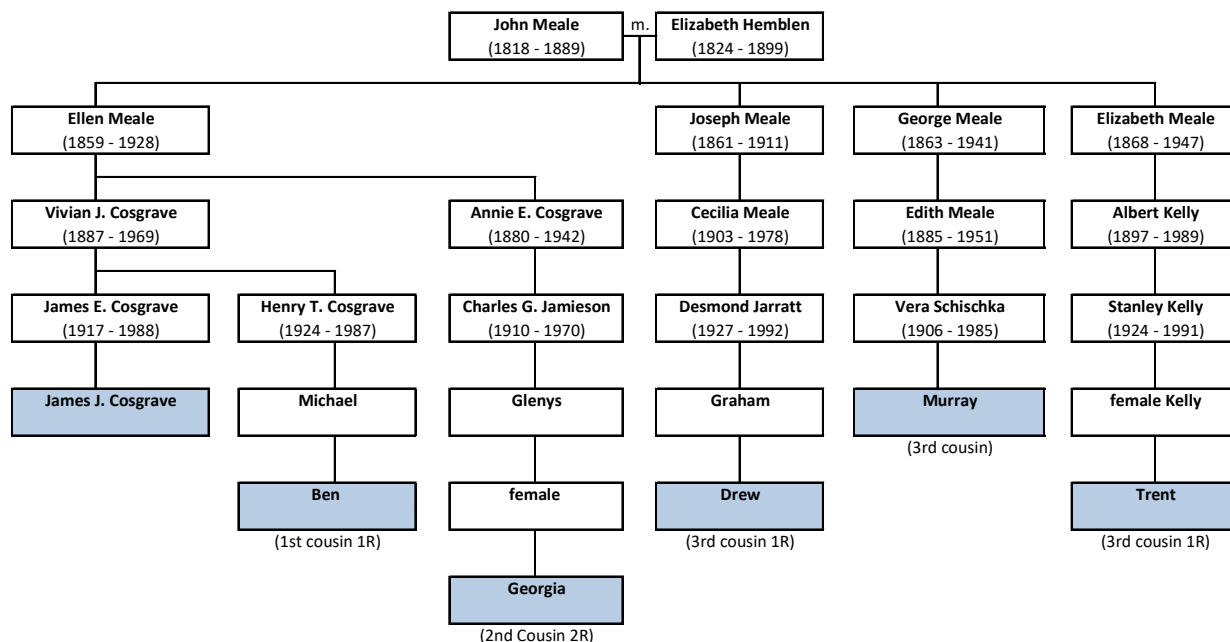 John Meale
(1818 - 1889)
m.
Elizabeth Hemblen
(1824 - 1899)
Ellen Meale
(1859 - 1928)
Joseph Meale
(1861 - 1911)
George Meale
(1863 - 1941)
Elizabeth Meale
(1868 - 1947)
Vivian J. Cosgrave
(1887 - 1969)
Annie E. Cosgrave
(1880 - 1942)
Cecilia Meale
(1903 - 1978)
Edith Meale
(1885 - 1951)
Albert Kelly
(1897 - 1989)
James E. Cosgrave
(1917 - 1988)
Henry T. Cosgrave
(1924 - 1987)
Charles G. Jamieson
(1910 - 1970)
Desmond Jarratt
(1927 - 1992)
Vera Schischka
(1906 - 1985)
Stanley Kelly
(1924 - 1991)
James J. Cosgrave
Michael
Glenys
Graham
Murray
(3rd cousin)
female Kelly
Ben
(1st cousin 1R)
female
Drew
(3rd cousin 1R)
Trent
(3rd cousin 1R)
Georgia
(2nd Cousin 2R)